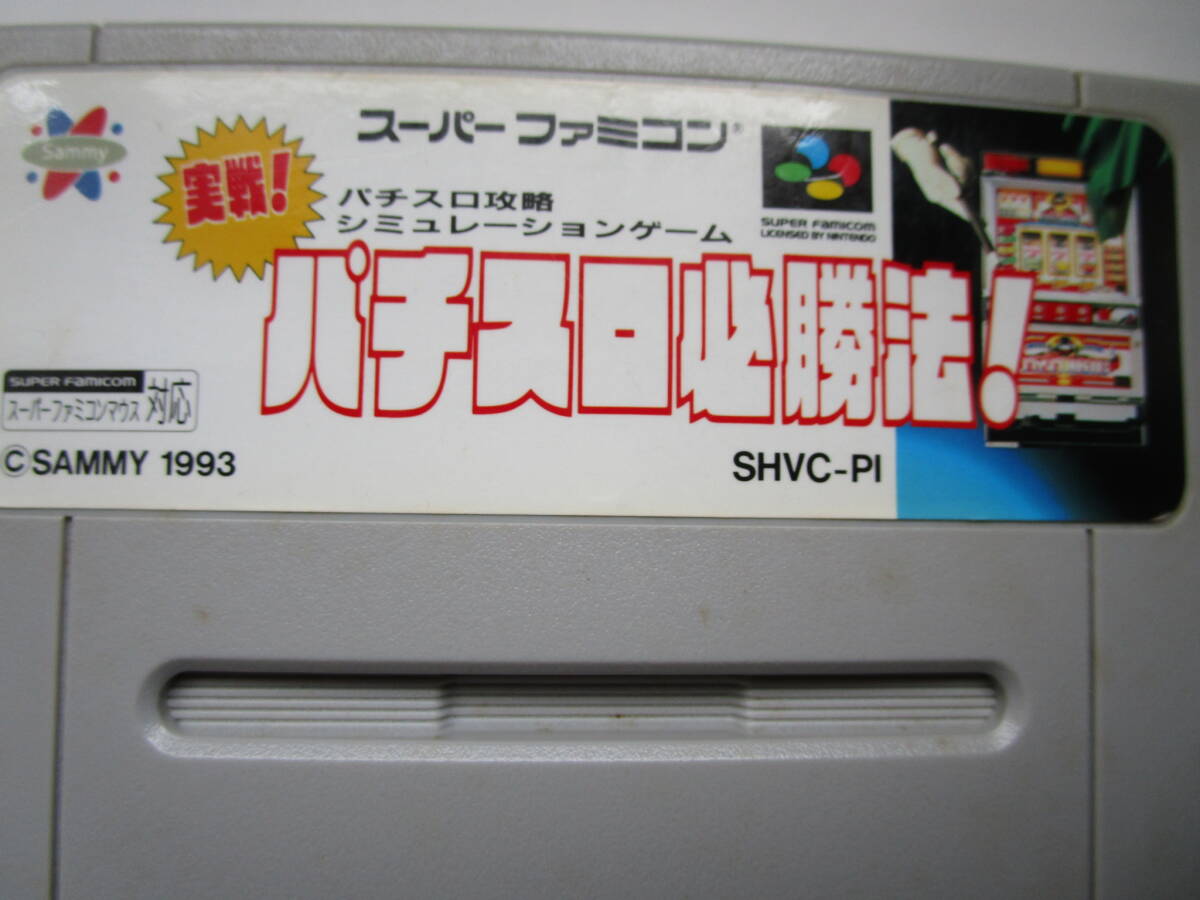 Sammy
実戦!
スーパーファミコン®
パチスロ攻略
シミュレーションゲーム
SUPER FAMICOM
LICENSED BY NINTENDO
パチスロ必勝法!
SUPER FAMICOM
スーパーファミコンマウス対応
©SAMMY 1993
SHVC-PI